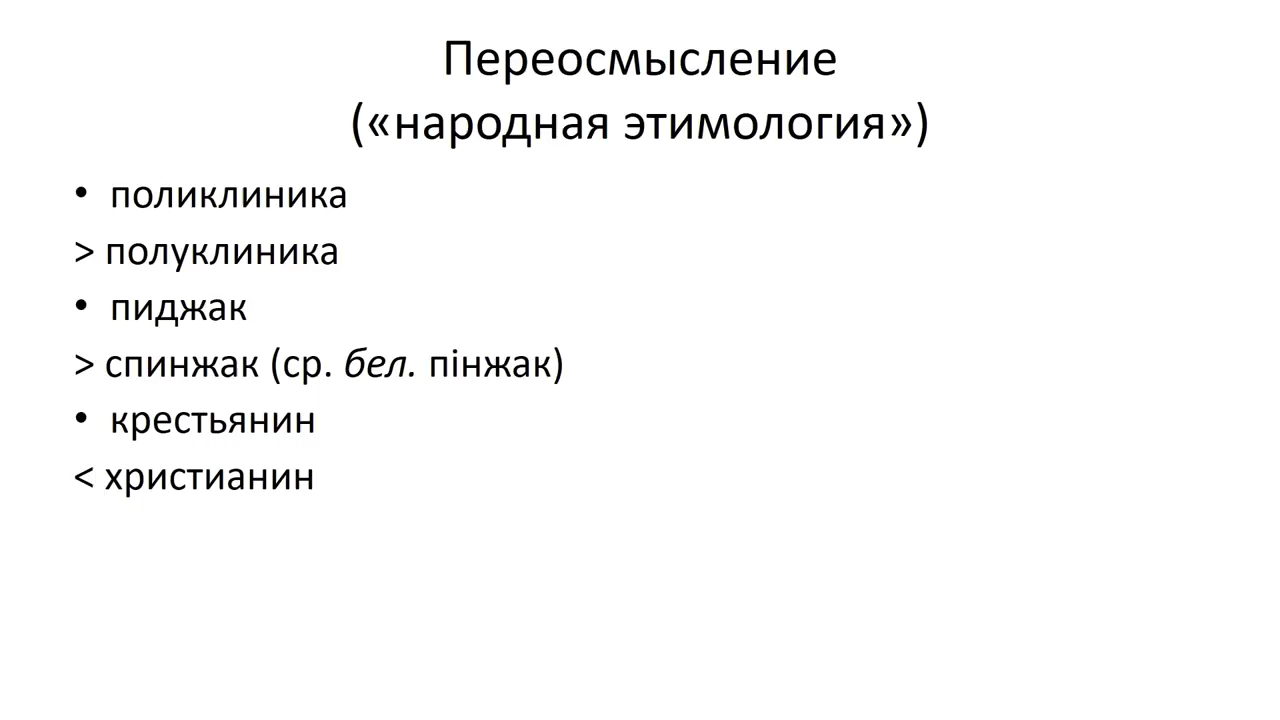 Переосмысление
(«народная этимология»)
• поликлиника
> полуклиника
• пиджак
> спинжак (ср. бел. пінжак)
• крестьянин
< христианин